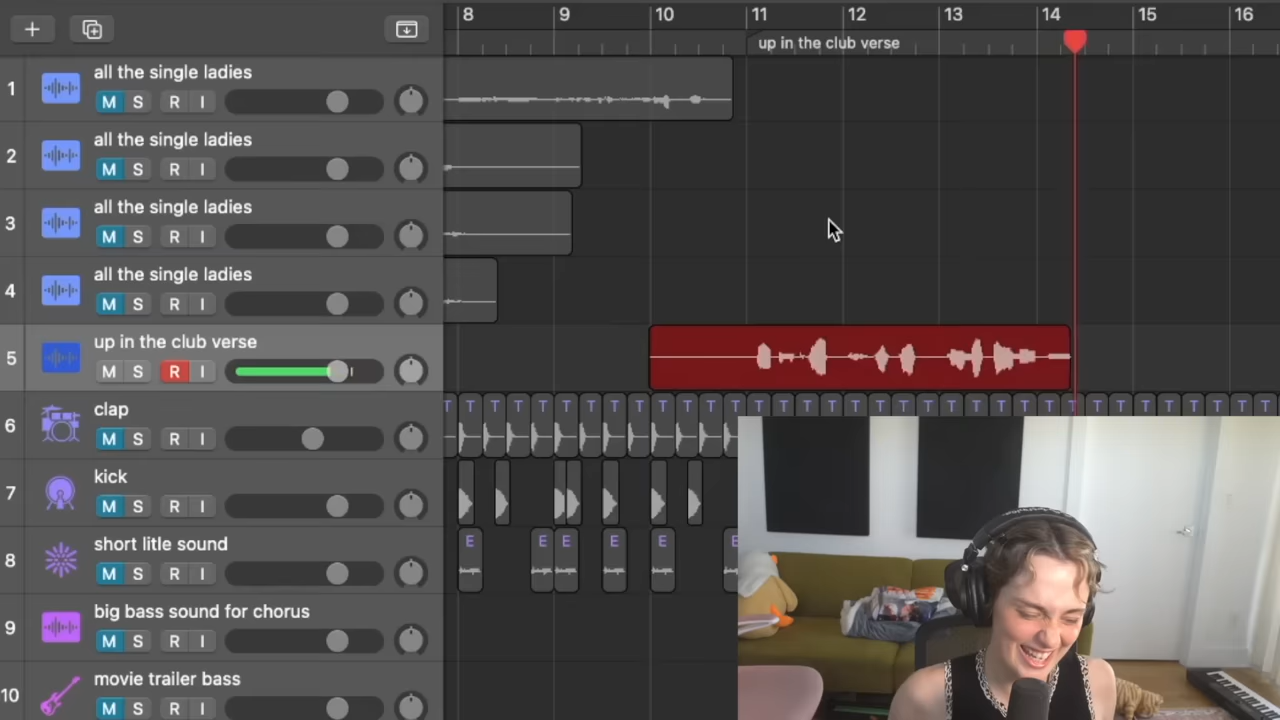 8 9 10 11 12 13 14 15 16
up in the club verse
1 all the single ladies
M S R I
2 all the single ladies
M S R I
3 all the single ladies
M S R I
4 all the single ladies
M S R I
5 up in the club verse
M S R I
6 clap
M S R I
T T T T T T T T T T T T T T T T T T T T T T T T T T T T T T T T T T T
7 kick
M S R I
8 short litle sound
M S R I
E E E E E E
9 big bass sound for chorus
M S R I
10 movie trailer bass
M S R I